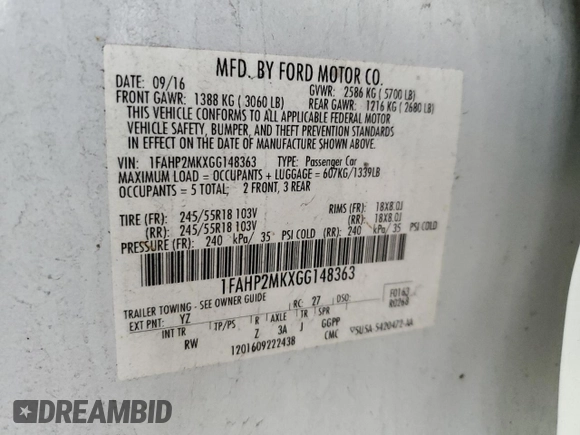 MFD. BY FORD MOTOR CO.
DATE: 09/16 GVWR: 2586 KG ( 5700 LB)
FRONT GAWR: 1388 KG ( 3060 LB) REAR GAWR: 1216 KG ( 2680 LB)
THIS VEHICLE CONFORMS TO ALL APPLICABLE FEDERAL MOTOR
VEHICLE SAFETY, BUMPER, AND THEFT PREVENTION STANDARDS
IN EFFECT ON THE DATE OF MANUFACTURE SHOWN ABOVE.
VIN: 1FAHP2MKXGG148363 TYPE: Passenger Car
MAXIMUM LOAD = OCCUPANTS + LUGGAGE = 607KG/1339LB
OCCUPANTS = 5 TOTAL; 2 FRONT, 3 REAR
TIRE (FR): 245/55R18 103V RIMS (FR): 18X8.0J
(RR): 245/55R18 103V (RR): 18X8.0J
PRESSURE (FR): 240 kPa/ 35 PSI COLD (RR): 240 kPa/ 35 PSI COLD
1FAHP2MKXGG148363
TRAILER TOWING - SEE OWNER GUIDE RC: 27 DSO: F0163
EXT PNT: YZ R0268
INT TR TP/PS R AXLE TR SPR
RW Z 3A J GGPP
1201609222438 CMC
DREAMBID